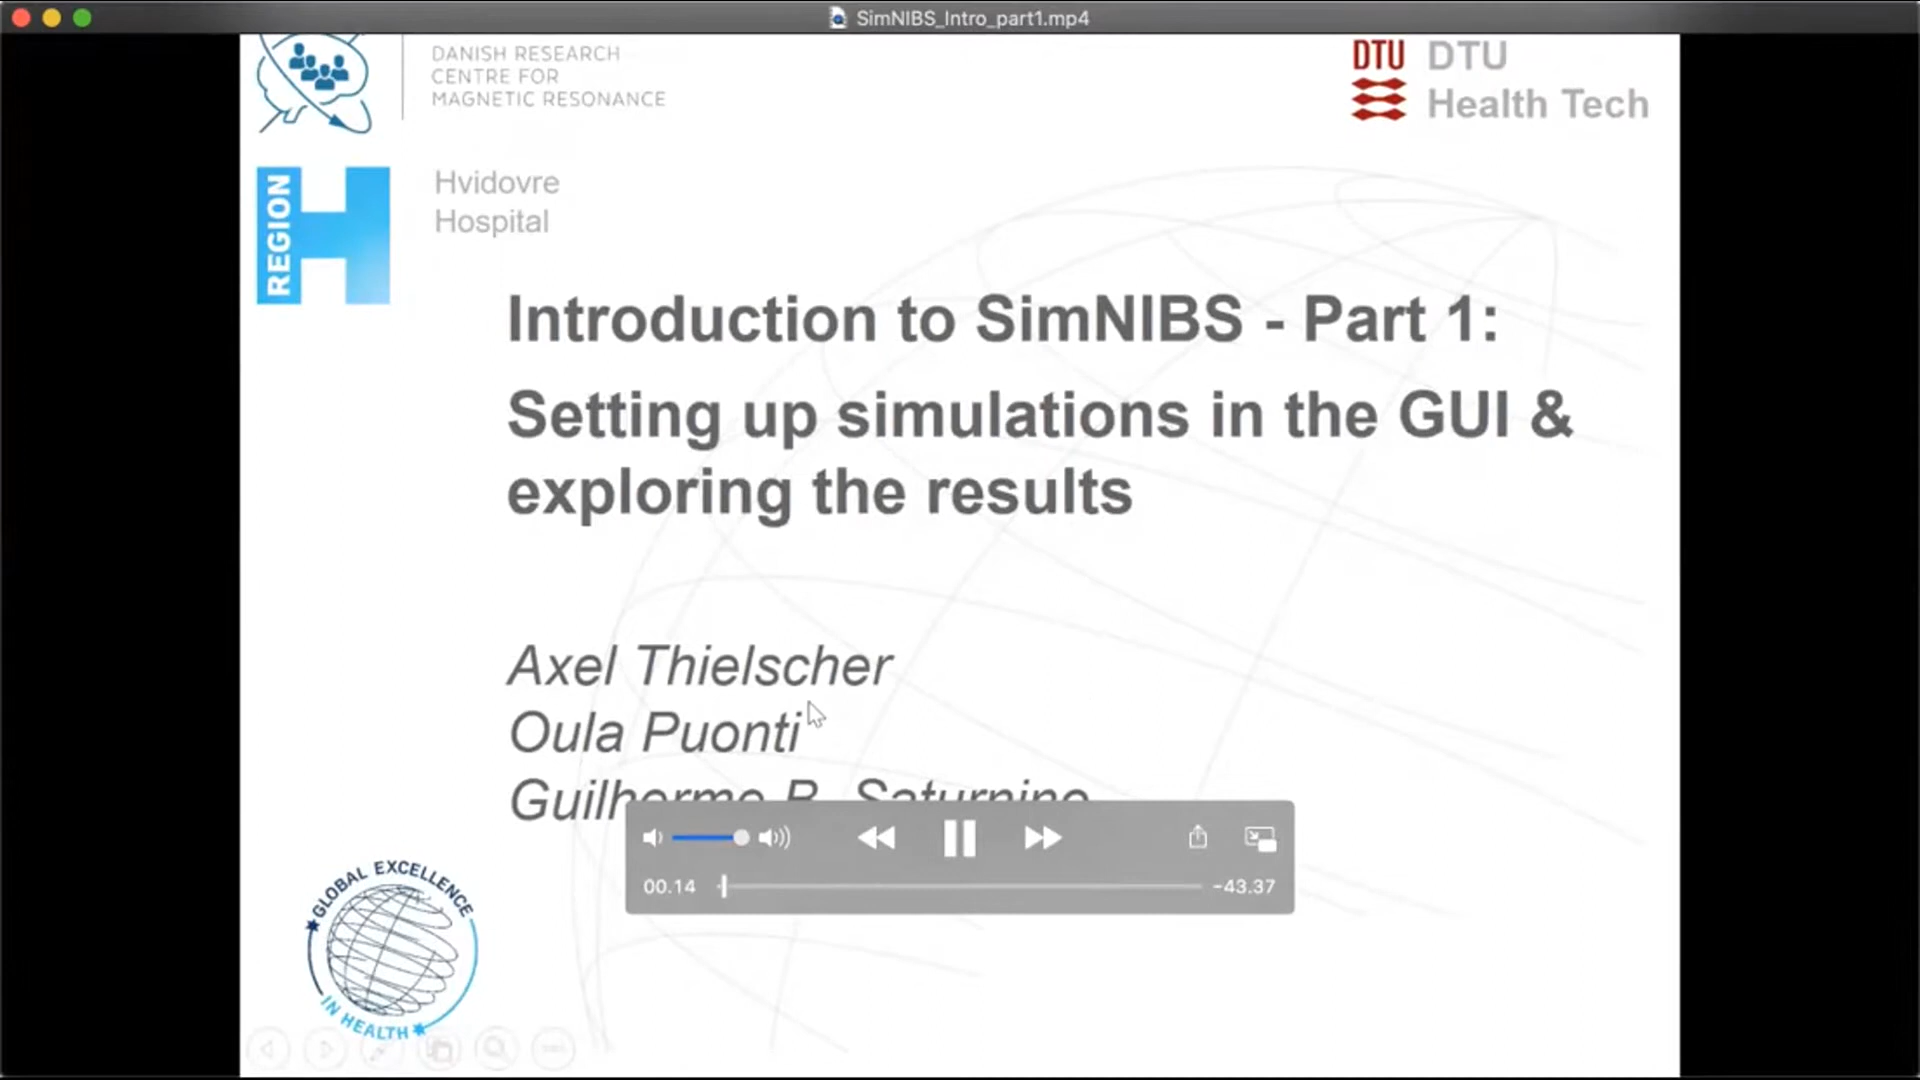 SimNIBS_Intro_part1.mp4
DANISH RESEARCH
CENTRE FOR
MAGNETIC RESONANCE
DTU
DTU
Health Tech
REGION
H
Hvidovre
Hospital
Introduction to SimNIBS - Part 1:
Setting up simulations in the GUI &
exploring the results
Axel Thielscher
Oula Puonti
Guilherme B. Saturnino
00.14
-43.37
GLOBAL EXCELLENCE
IN HEALTH